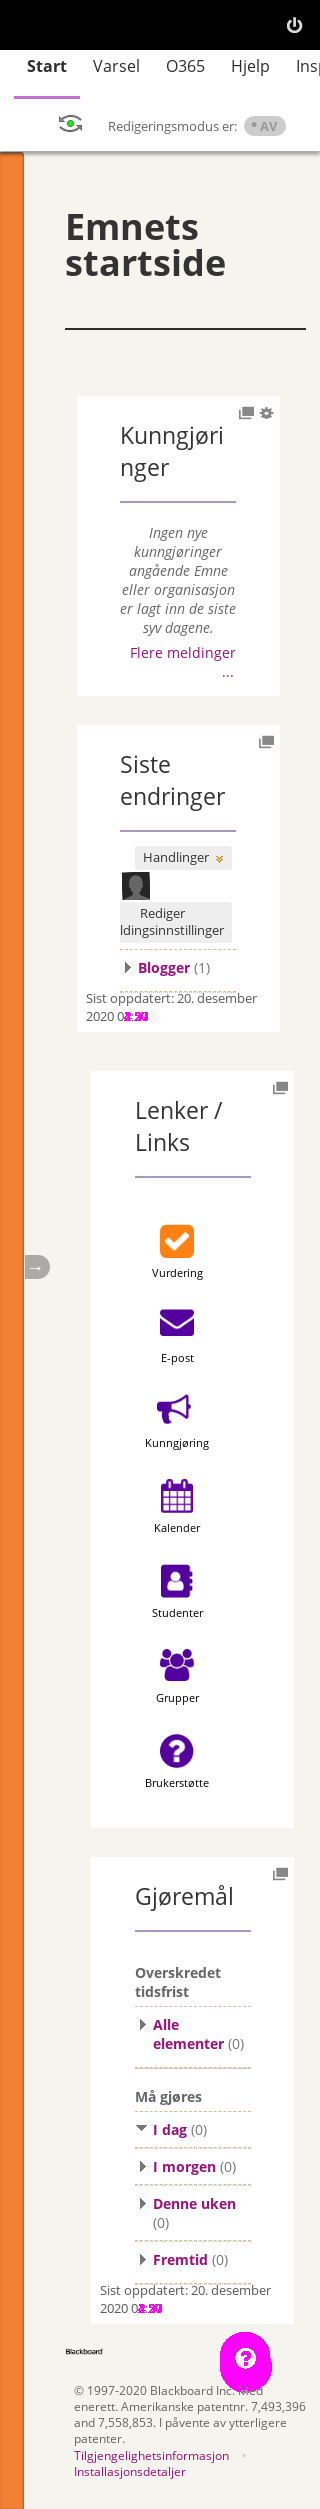 Start Varsel O365 Hjelp Insp
Redigeringsmodus er: AV
Emnets
startside
Kunngjøri
nger
Ingen nye
kunngjøringer
angående Emne
eller organisasjon
er lagt inn de siste
syv dagene.
Flere meldinger
...
Siste
endringer
Handlinger
Rediger
ldingsinnstillinger
Blogger (1)
Sist oppdatert: 20. desember
2020
Lenker /
Links
→
Vurdering
E-post
Kunngjøring
Kalender
Studenter
Grupper
Brukerstøtte
Gjøremål
Overskredet
tidsfrist
Alle
elementer (0)
Må gjøres
I dag (0)
I morgen (0)
Denne uken
(0)
Fremtid (0)
Sist oppdatert: 20. desember
2020
Blackboard
© 1997-2020 Blackboard Inc. Med
enerett. Amerikanske patentnr. 7,493,396
and 7,558,853. I påvente av ytterligere
patenter.
Tilgjengelighetsinformasjon
Installasjonsdetaljer